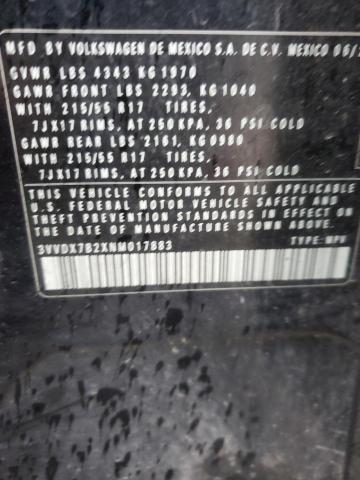 MFD BY VOLKSWAGEN DE MEXICO S.A. DE C.V. MEXICO 06/
GVWR LBS 4343 KG 1970
GAWR FRONT LBS 2293, KG 1040
WITH 215/55 R17 TIRES,
7JX17 RIMS, AT 250 KPA, 36 PSI COLD
GAWR REAR LBS 2161, KG 0980
WITH 215/55 R17 TIRES,
7JX17 RIMS, AT 250 KPA, 36 PSI COLD
THIS VEHICLE CONFORMS TO ALL APPLICABLE
U.S. FEDERAL MOTOR VEHICLE SAFETY AND
THEFT PREVENTION STANDARDS IN EFFECT ON
THE DATE OF MANUFACTURE SHOWN ABOVE.
3VVDX7B2XNM017883 TYPE: MPV